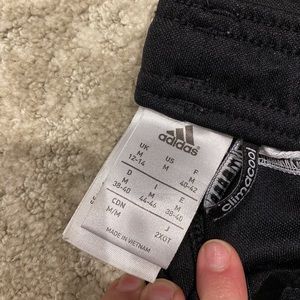 adidas
UK US F
M M M
12-14 M 40-42
D I E
M M M
38-40 44-46 38-40
CDN J
M/M 2XOT
MADE IN VIETNAM
climacool